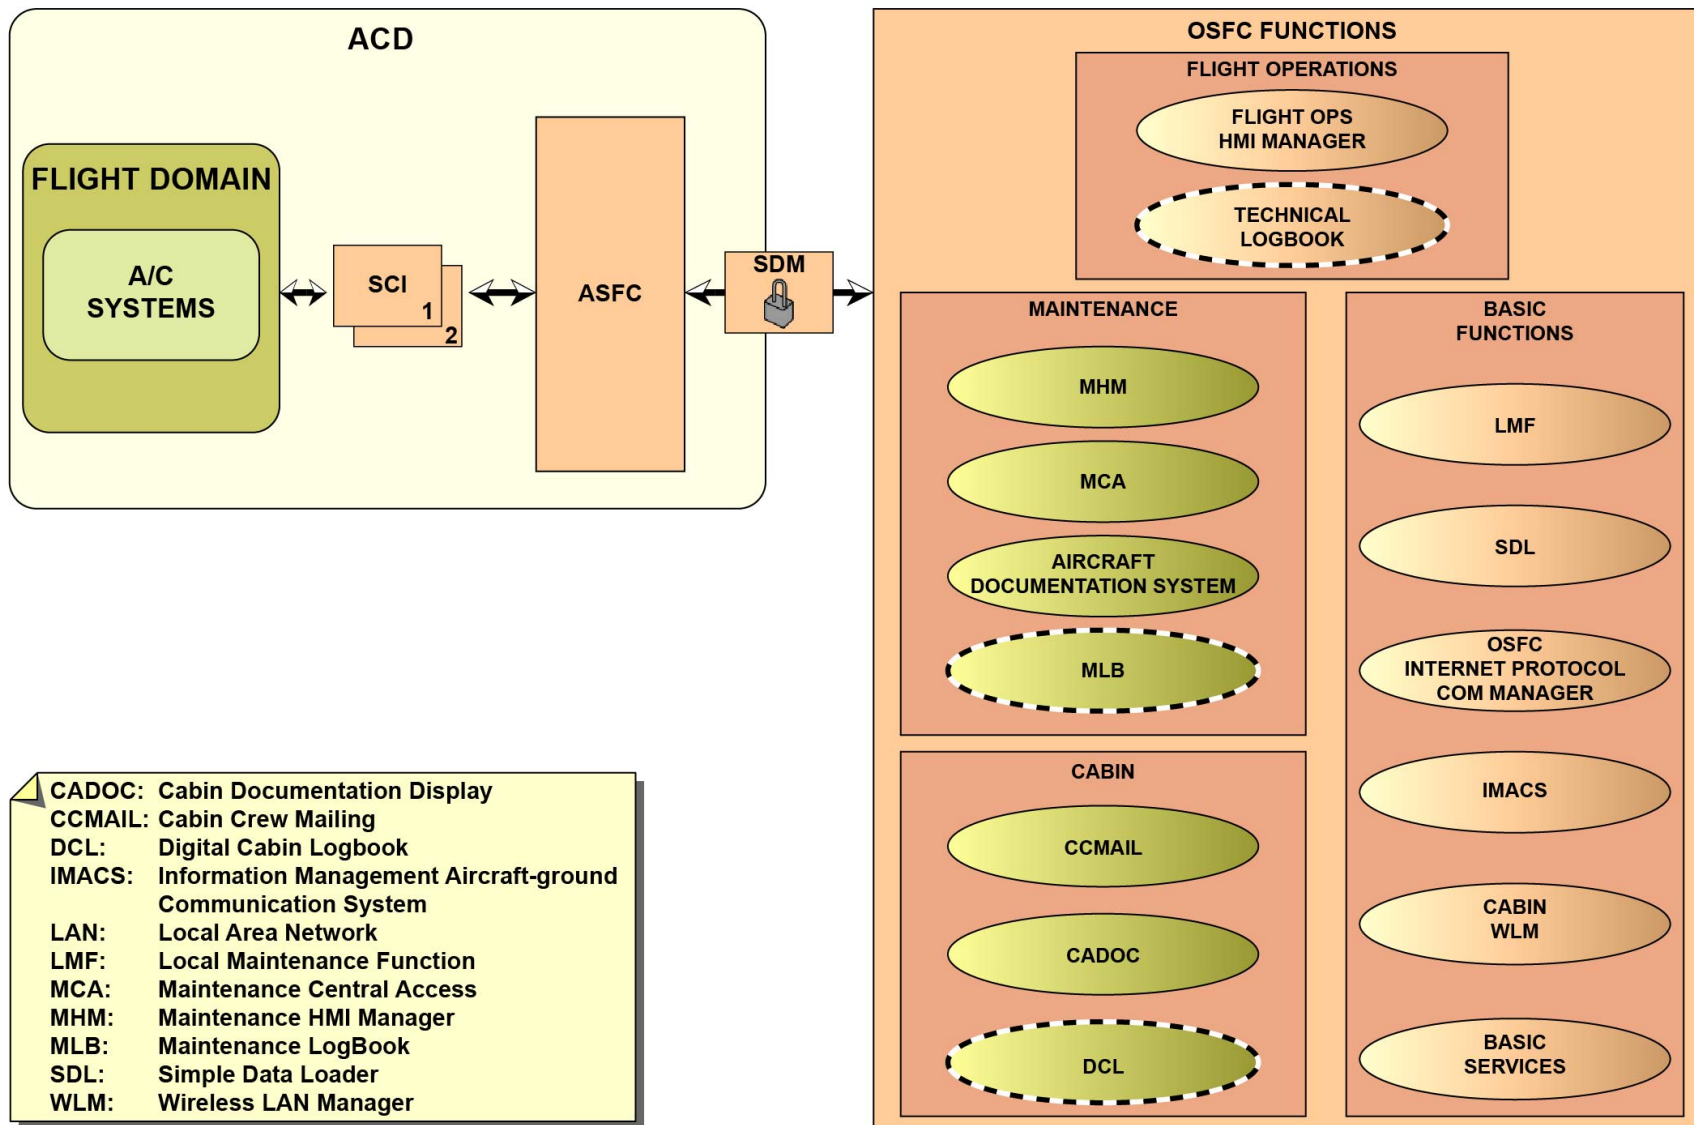 ACD
FLIGHT DOMAIN
A/C
SYSTEMS
SCI
1
2
ASFC
SDM
OSFC FUNCTIONS
FLIGHT OPERATIONS
FLIGHT OPS
HMI MANAGER
TECHNICAL
LOGBOOK
MAINTENANCE
MHM
MCA
AIRCRAFT
DOCUMENTATION SYSTEM
MLB
CABIN
CCMAIL
CADOC
DCL
BASIC
FUNCTIONS
LMF
SDL
OSFC
INTERNET PROTOCOL
COM MANAGER
IMACS
CABIN
WLM
BASIC
SERVICES
CADOC: Cabin Documentation Display
CCMAIL: Cabin Crew Mailing
DCL: Digital Cabin Logbook
IMACS: Information Management Aircraft-ground
Communication System
LAN: Local Area Network
LMF: Local Maintenance Function
MCA: Maintenance Central Access
MHM: Maintenance HMI Manager
MLB: Maintenance LogBook
SDL: Simple Data Loader
WLM: Wireless LAN Manager